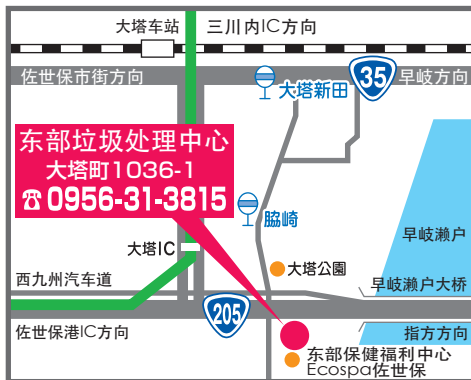 大塔车站
三川内IC方向
佐世保市街方向
35
早岐方向
大塔新田
东部垃圾处理中心
大塔町1036-1
☎ 0956-31-3815
脇崎
早岐濑户
大塔IC
大塔公園
西九州汽车道
早岐濑户大桥
205
佐世保港IC方向
指方方向
东部保健福利中心
Ecospa佐世保